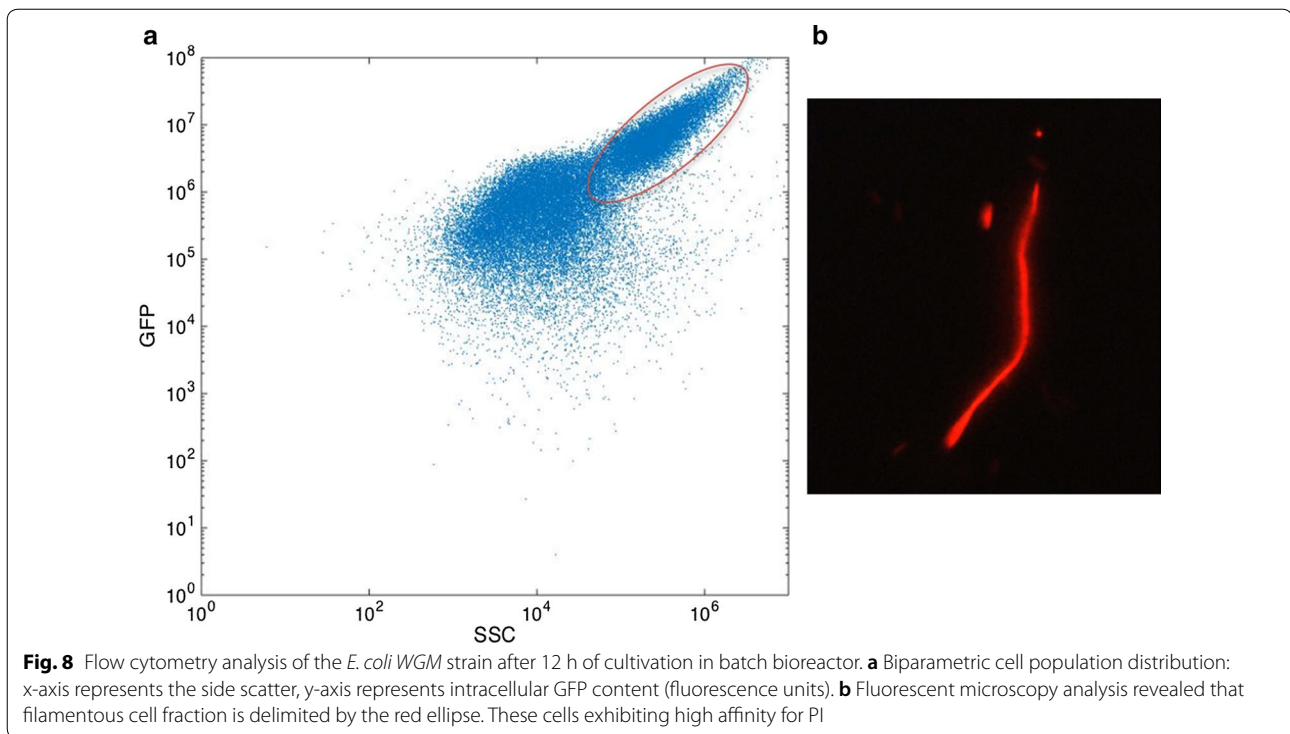 a
b
10^8
10^7
10^6
10^5
10^4
10^3
10^2
10^1
10^0
GFP
10^0 10^2 10^4 10^6
SSC
Fig. 8 Flow cytometry analysis of the E. coli WGM strain after 12 h of cultivation in batch bioreactor. a Biparametric cell population distribution:
x-axis represents the side scatter, y-axis represents intracellular GFP content (fluorescence units). b Fluorescent microscopy analysis revealed that
filamentous cell fraction is delimited by the red ellipse. These cells exhibiting high affinity for PI